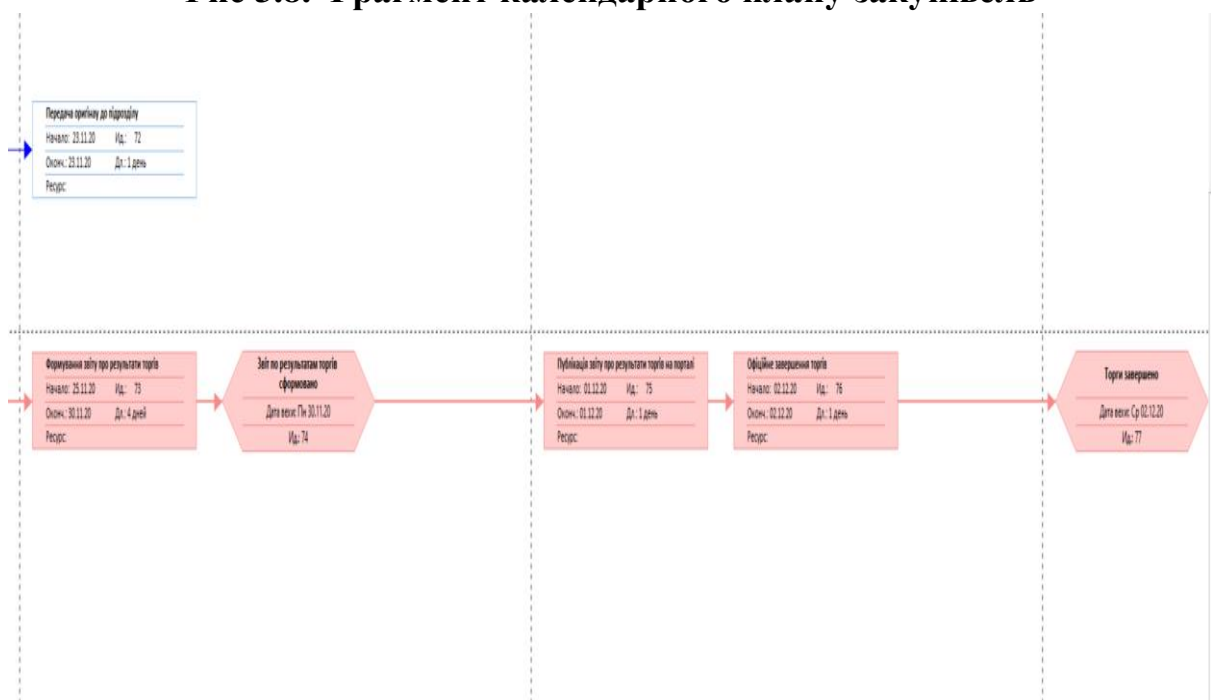 Рис 3.8. Фрагмент календарного плану закупівель
Передача оригіналу до підрозділу
Начало: 23.11.20 Ид.: 72
Оконч.: 23.11.20 Дл.: 1 день
Ресурс:
Формування звіту про результати торгів
Начало: 25.11.20 Ид.: 73
Оконч.: 30.11.20 Дл.: 4 дней
Ресурс:
Звіт по результатам торгів
сформовано
Дата вехи: Пн 30.11.20
Ид.: 74
Публікація звіту про результати торгів на порталі
Начало: 01.12.20 Ид.: 75
Оконч.: 01.12.20 Дл.: 1 день
Ресурс:
Офіційне завершення торгів
Начало: 02.12.20 Ид.: 76
Оконч.: 02.12.20 Дл.: 1 день
Ресурс:
Торги завершено
Дата вехи: Ср 02.12.20
Ид.: 77